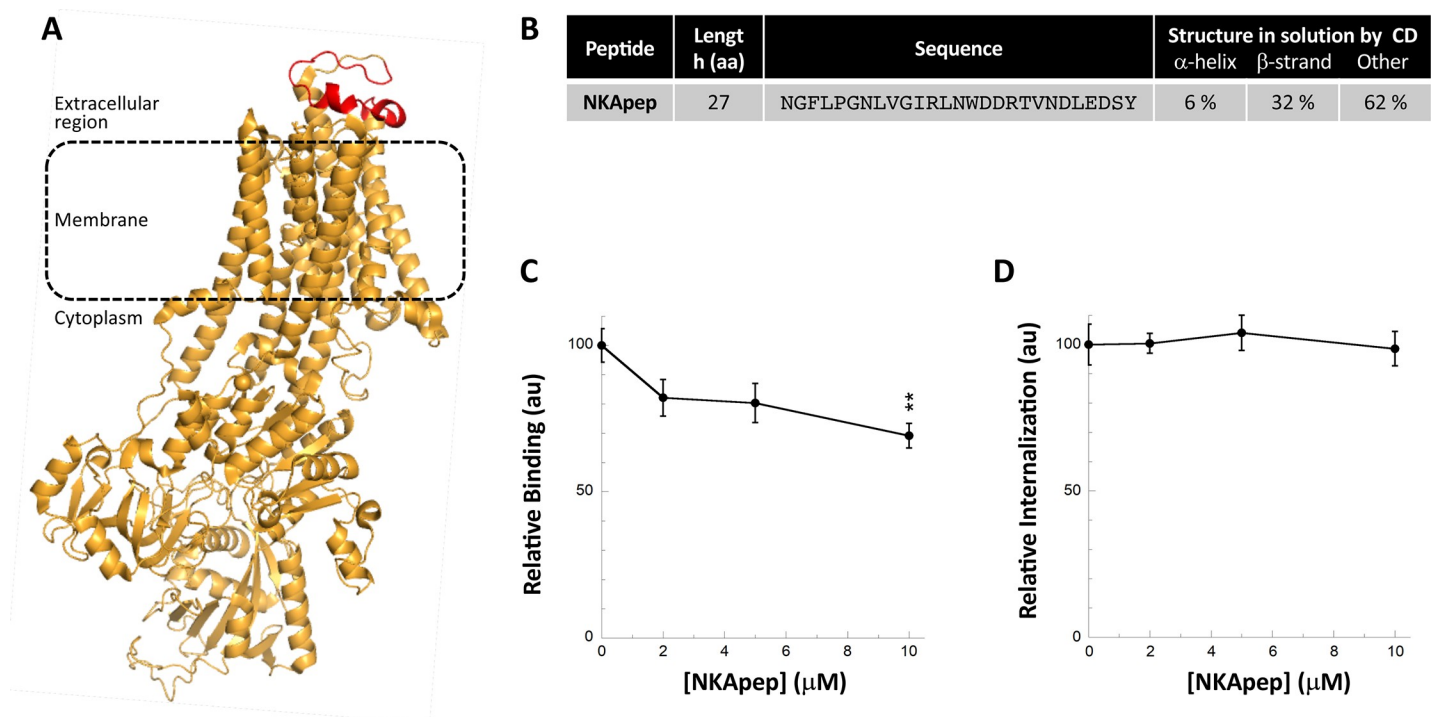 A
Extracellular
region
Membrane
Cytoplasm
B
Peptide
Lengt
h (aa)
Sequence
Structure in solution by CD
α-helix β-strand Other
NKApep 27 NGFLPGNLVGIRLNWDDRTVNDLEDSY 6 % 32 % 62 %
C
Relative Binding (au)
100
50
0
**
0 2 4 6 8 10
[NKApep] (μM)
D
Relative Internalization (au)
100
50
0
0 2 4 6 8 10
[NKApep] (μM)